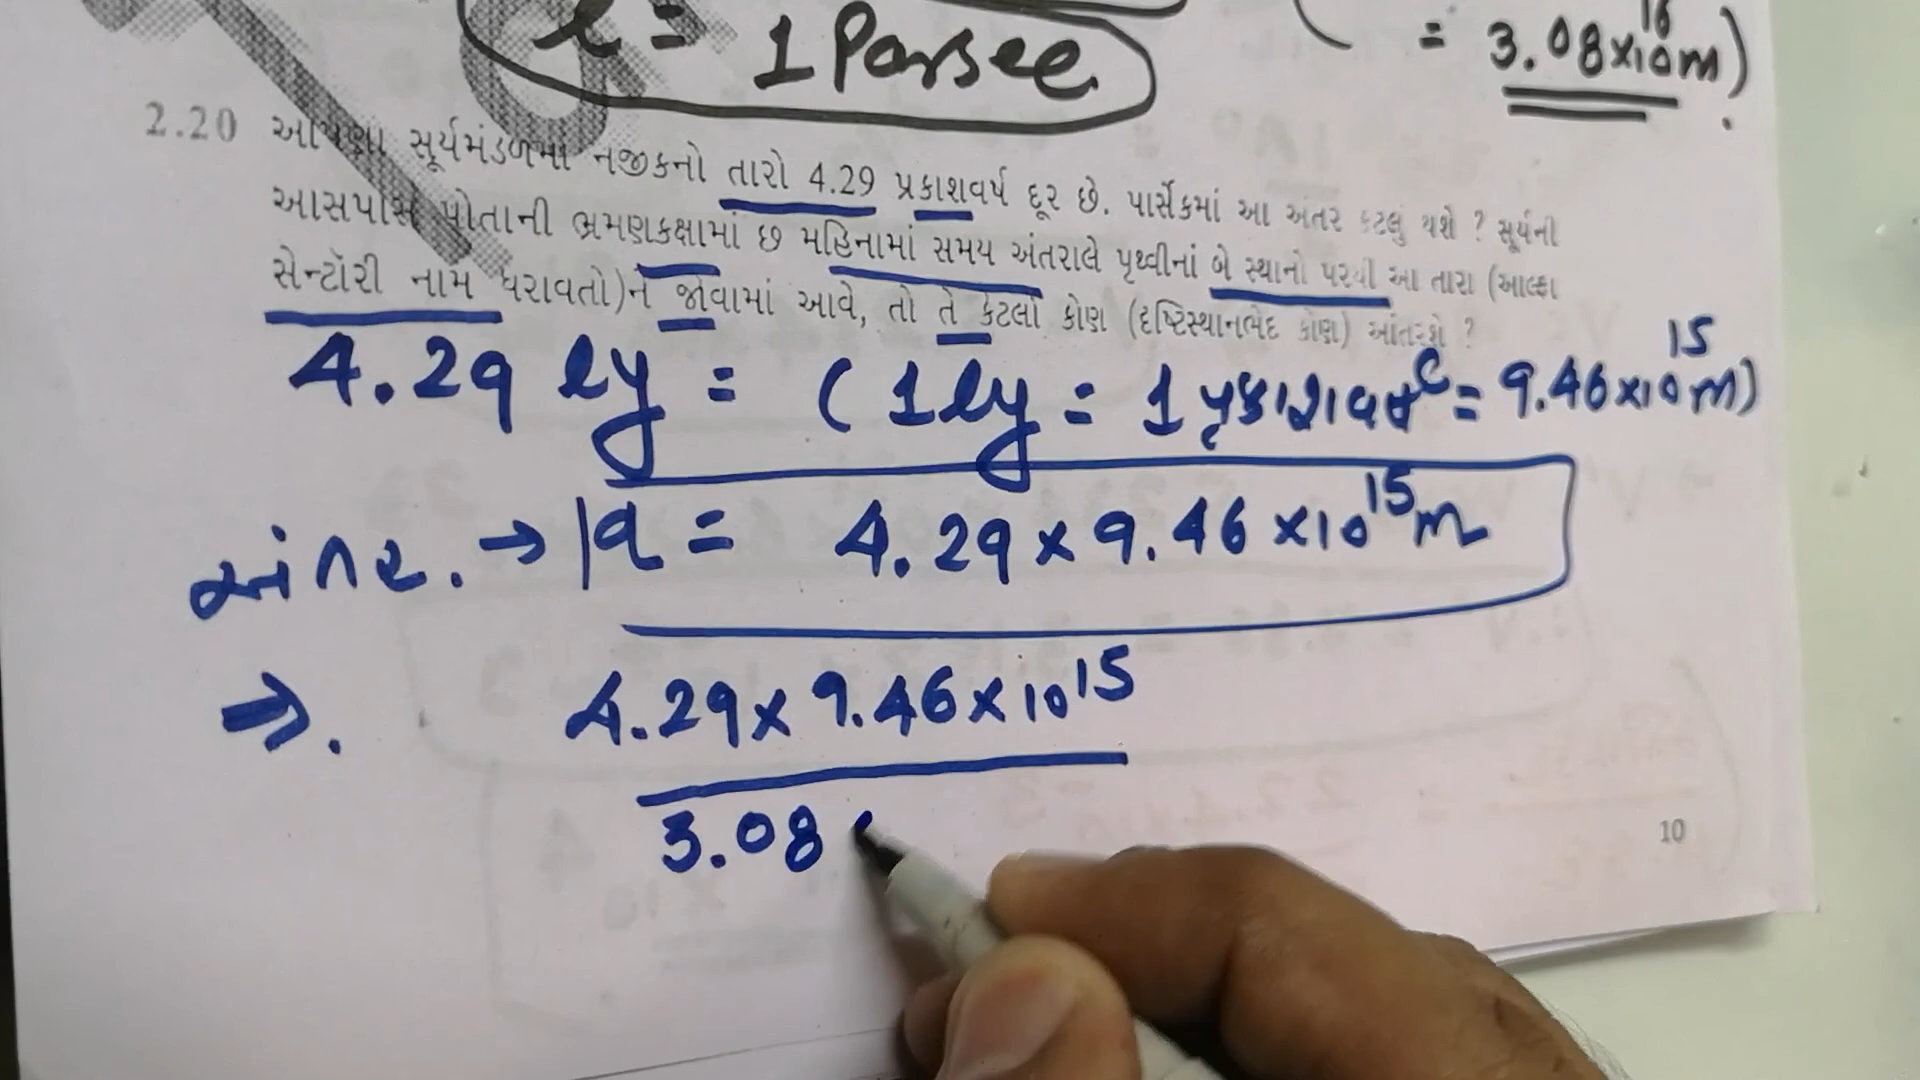 l = 1 Parsec
= 3.08×10¹⁶m)
2.20 આપણા સૂર્યમંડળમાં નજીકનો તારો 4.29 પ્રકાશવર્ષ દૂર છે. પાર્સેકમાં આ અંતર કેટલું થશે ? સૂર્યની
આસપાસ પોતાની ભ્રમણકક્ષામાં છ મહિનામાં સમય અંતરાલે પૃથ્વીનાં બે સ્થાનો પરથી આ તારા (આલ્ફા
સેન્ટૉરી નામ ધરાવતો)ને જોવામાં આવે, તો તે કેટલો કોણ (દૃષ્ટિસ્થાનભેદ કોણ) આંતરશે ?
4.29 ly = (1 ly = 1 પ્રકાશવર્ષ = 9.46×10¹⁵m)
અંતર. → 4.29 × 9.46 ×10¹⁵m
⇒. 4.29× 9.46×10¹⁵
3.08
10